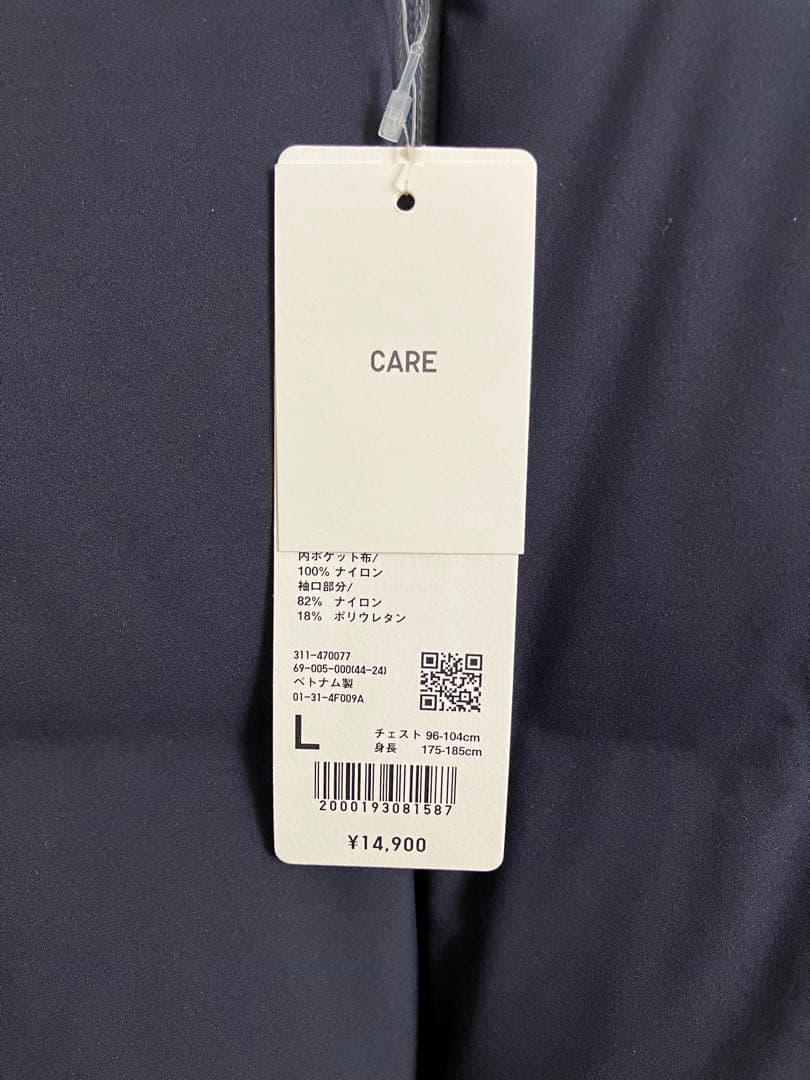 CARE
内ポケット布/
100% ナイロン
袖口部分/
82% ナイロン
18% ポリウレタン
311-470077
69-005-000(44-24)
ベトナム製
01-31-4F009A
L
チェスト 96-104cm
身長 175-185cm
2000193081587
¥14,900